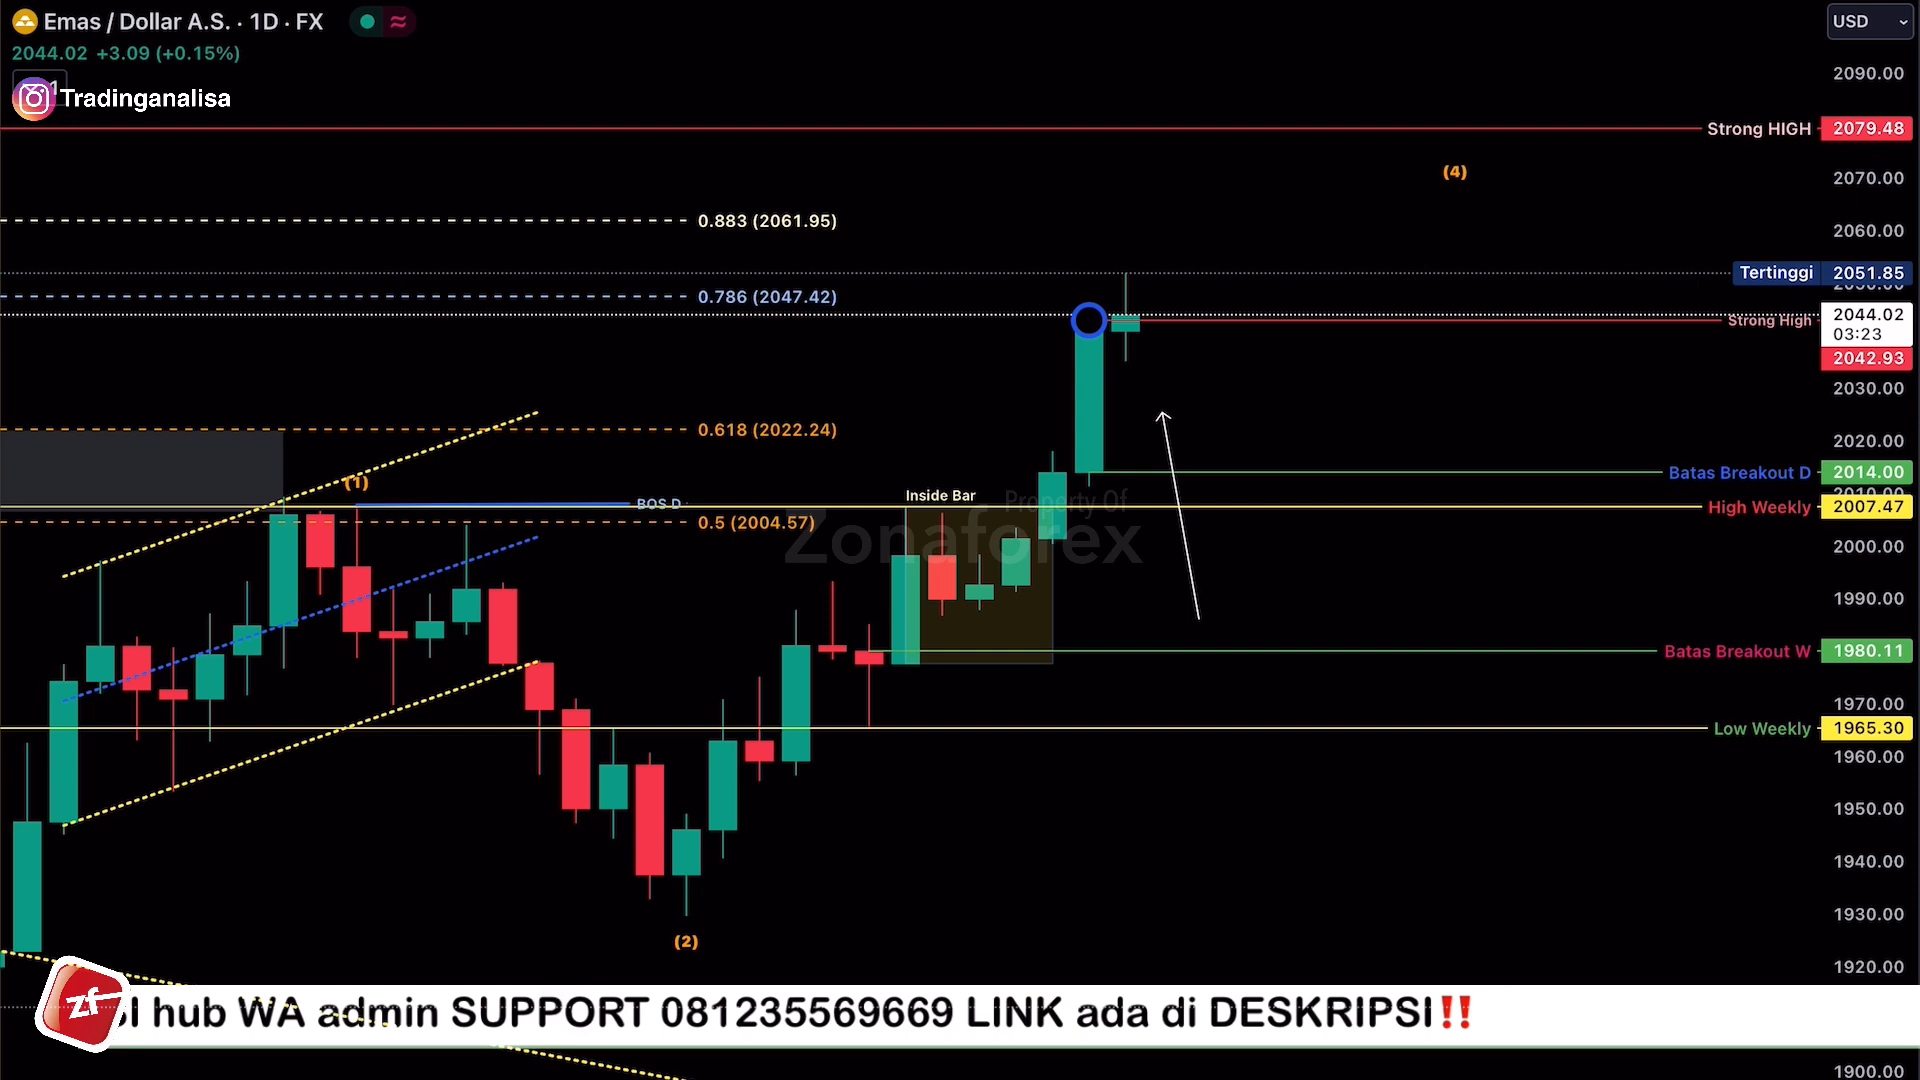 Emas / Dollar A.S. · 1D · FX
USD
2044.02 +3.09 (+0.15%)
Tradinganalisa
2090.00
Strong HIGH 2079.48
(4)
2070.00
0.883 (2061.95)
2060.00
Tertinggi 2051.85
0.786 (2047.42)
2044.02
Strong High
03:23
2042.93
2030.00
0.618 (2022.24)
2020.00
Batas Breakout D 2014.00
(1)
Inside Bar
Property Of
BOS D
High Weekly 2007.47
0.5 (2004.57)
Zonaforex
2000.00
1990.00
Batas Breakout W 1980.11
1970.00
Low Weekly 1965.30
1960.00
1950.00
1940.00
(2)
1930.00
1920.00
zf
hub WA admin SUPPORT 081235569669 LINK ada di DESKRIPSI‼️
1900.00